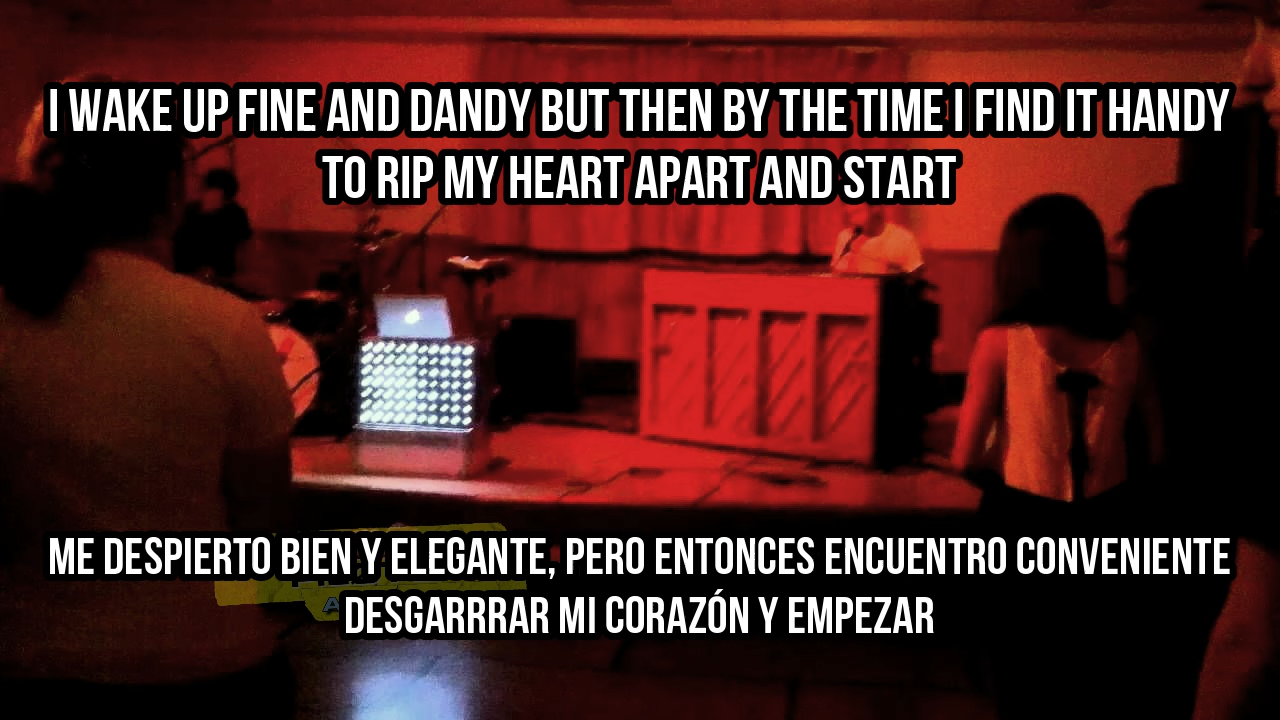 I WAKE UP FINE AND DANDY BUT THEN BY THE TIME I FIND IT HANDY
TO RIP MY HEART APART AND START
ME DESPIERTO BIEN Y ELEGANTE, PERO ENTONCES ENCUENTRO CONVENIENTE
DESGARRRAR MI CORAZÓN Y EMPEZAR